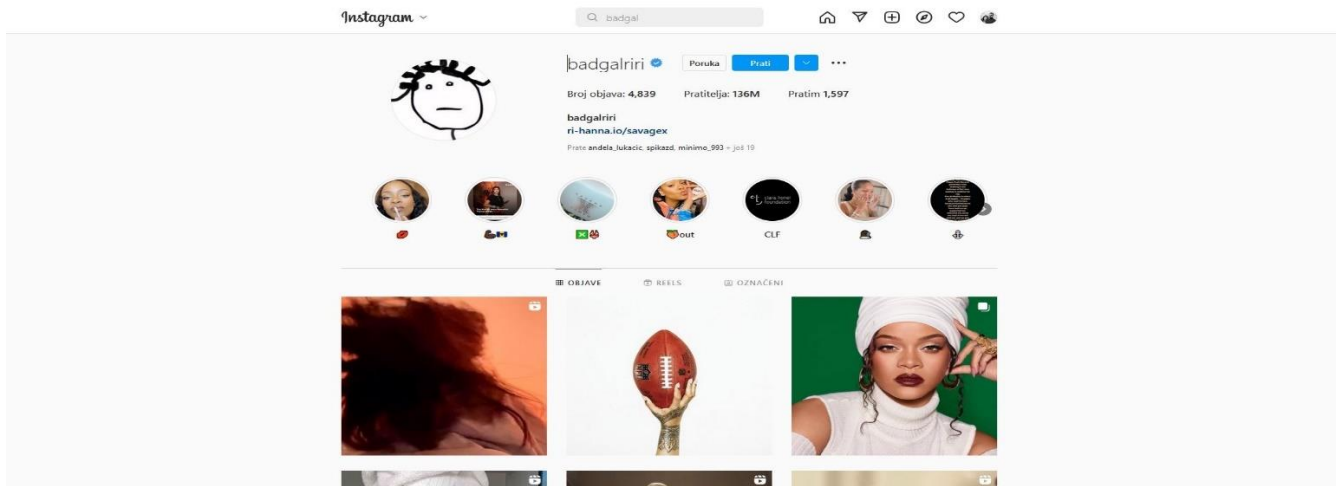 Instagram
badgal
badgalriri Poruka Prati
Broj objava: 4,839 Pratitelja: 136M Pratim 1,597
badgalriri
ri-hanna.io/savagex
Prate andela_lukacic, spikazd, minimo_993 + još 19
out CLF
OBJAVE REELS OZNAČENI